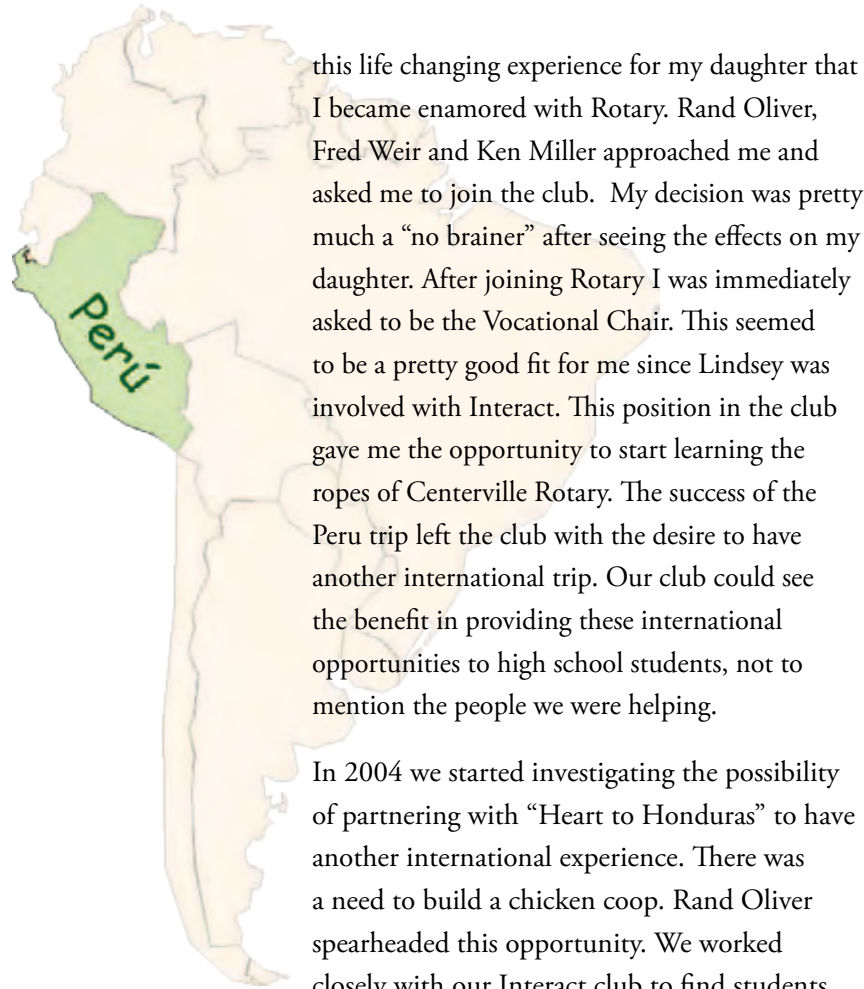 this life changing experience for my daughter that
I became enamored with Rotary. Rand Oliver,
Fred Weir and Ken Miller approached me and
asked me to join the club.  My decision was pretty
much a “no brainer” after seeing the effects on my
daughter. After joining Rotary I was immediately
asked to be the Vocational Chair. This seemed
to be a pretty good fit for me since Lindsey was
involved with Interact. This position in the club
gave me the opportunity to start learning the
ropes of Centerville Rotary. The success of the
Peru trip left the club with the desire to have
another international trip. Our club could see
the benefit in providing these international
opportunities to high school students, not to
mention the people we were helping.
In 2004 we started investigating the possibility
of partnering with “Heart to Honduras” to have
another international experience. There was
a need to build a chicken coop. Rand Oliver
spearheaded this opportunity. We worked
closely with our Interact club to find students
Perú